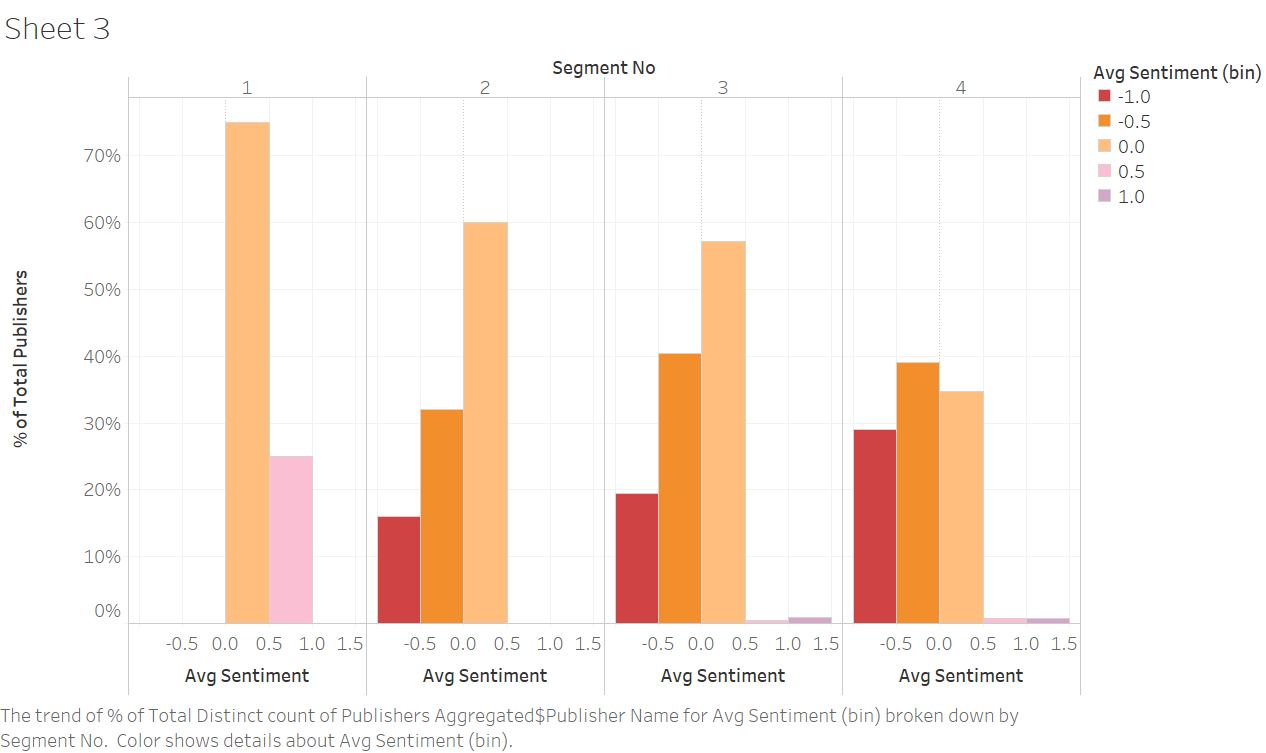 Sheet 3
Segment No
1 2 3 4
70%
60%
50%
40%
30%
20%
10%
0%
% of Total Publishers
-0.5 0.0 0.5 1.0 1.5 -0.5 0.0 0.5 1.0 1.5 -0.5 0.0 0.5 1.0 1.5 -0.5 0.0 0.5 1.0 1.5
Avg Sentiment Avg Sentiment Avg Sentiment Avg Sentiment
Avg Sentiment (bin)
-1.0
-0.5
0.0
0.5
1.0
The trend of % of Total Distinct count of Publishers Aggregated$Publisher Name for Avg Sentiment (bin) broken down by
Segment No.  Color shows details about Avg Sentiment (bin).